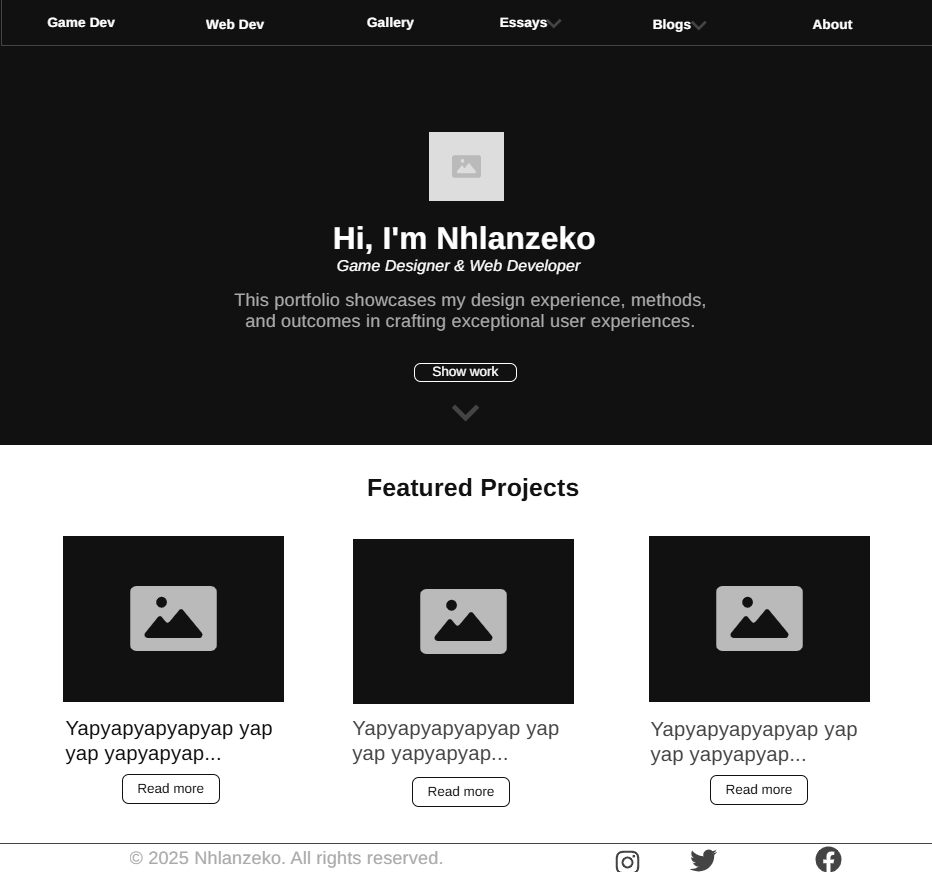 Game Dev
Web Dev
Gallery
Essays
Blogs
About
Hi, I'm Nhlanzeko
Game Designer & Web Developer
This portfolio showcases my design experience, methods,
and outcomes in crafting exceptional user experiences.
Show work
Featured Projects
Yapyapyapyapyap yap
yap yapyapyap...
Read more
Yapyapyapyapyap yap
yap yapyapyap...
Read more
Yapyapyapyapyap yap
yap yapyapyap...
Read more
© 2025 Nhlanzeko. All rights reserved.